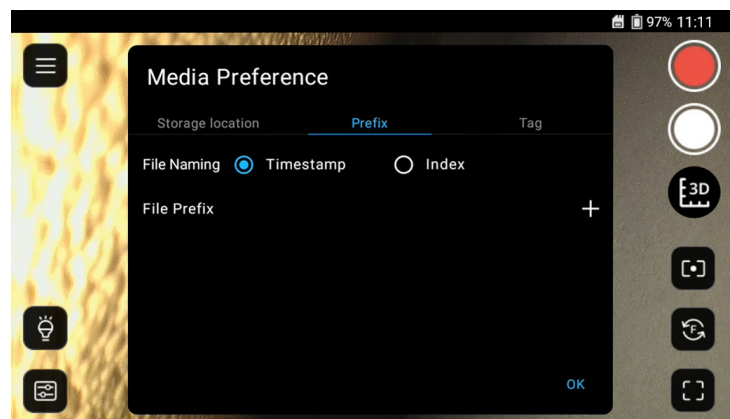 97% 11:11
Media Preference
Storage location Prefix Tag
File Naming Timestamp Index
File Prefix
3D
F
OK